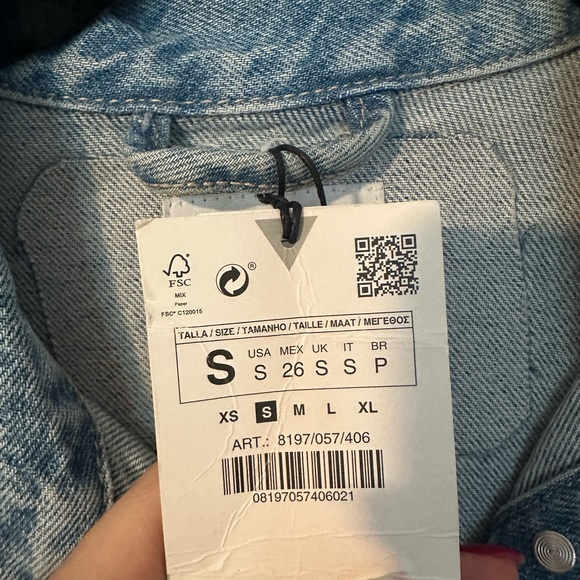 FSC
MIX
Paper
FSC® C120015
®
TALLA / SIZE / TAMANHO / TAILLE / MAAT / ΜΕΓΕΘΟΣ
S USA MEX UK IT BR
S 26 S S P
XS S M L XL
ART.: 8197/057/406
08197057406021